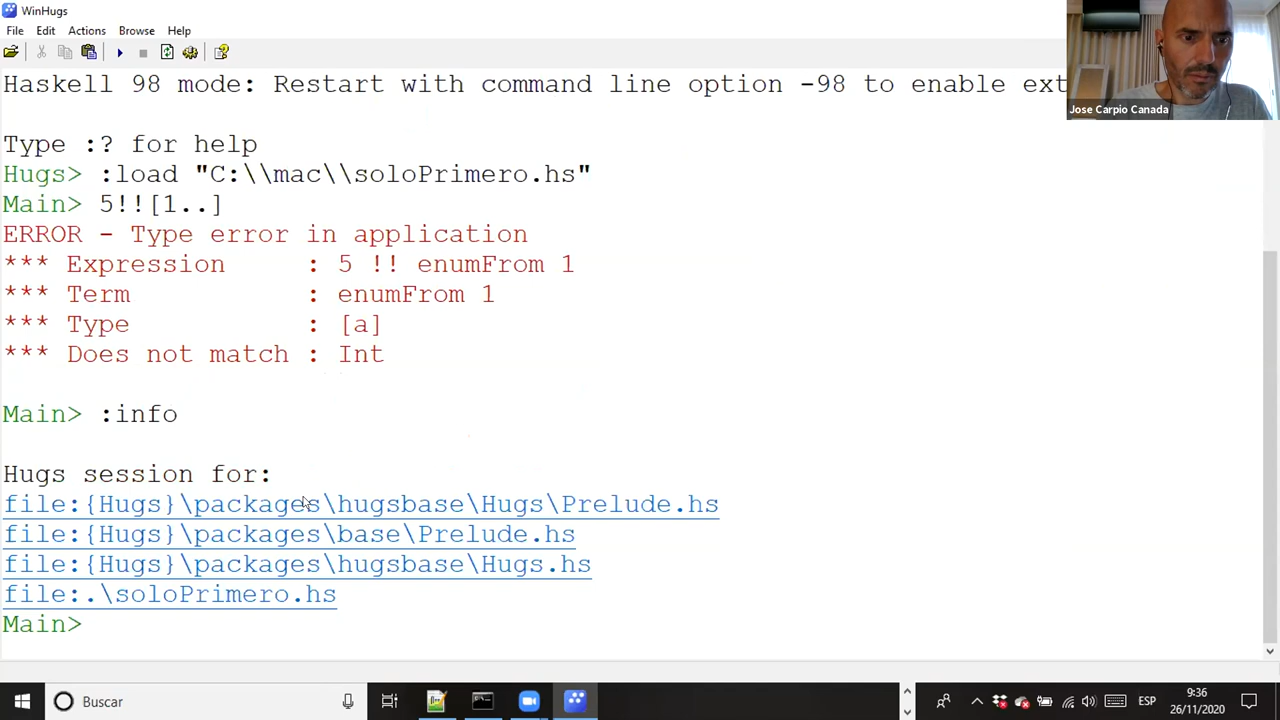 WinHugs
File Edit Actions Browse Help
Haskell 98 mode: Restart with command line option -98 to enable ext
Jose Carpio Canada
Type :? for help
Hugs> :load "C:\\mac\\soloPrimero.hs"
Main> 5!![1..]
ERROR - Type error in application
*** Expression : 5 !! enumFrom 1
*** Term : enumFrom 1
*** Type : [a]
*** Does not match : Int
Main> :info
Hugs session for:
file:{Hugs}\packages\hugsbase\Hugs\Prelude.hs
file:{Hugs}\packages\base\Prelude.hs
file:{Hugs}\packages\hugsbase\Hugs.hs
file:.\soloPrimero.hs
Main>
Buscar
ESP
9:36
26/11/2020